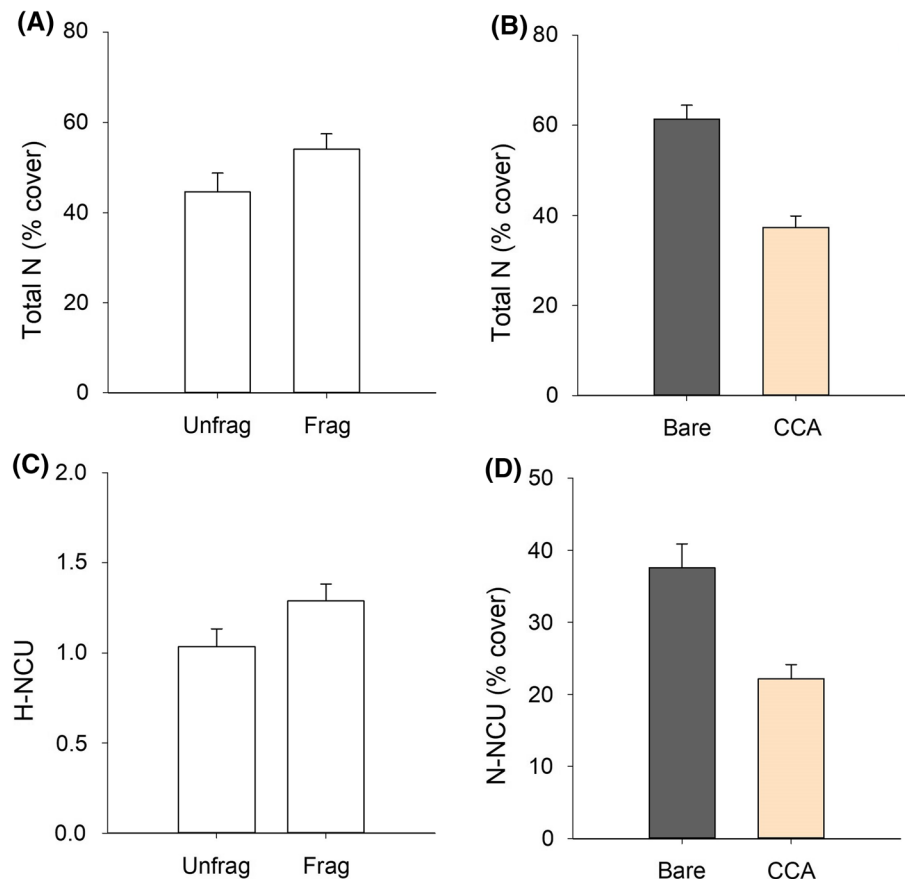 (A)
80
60
40
20
0
Total N (% cover)
Unfrag Frag
(B)
80
60
40
20
0
Total N (% cover)
Bare CCA
(C)
2.0
1.5
1.0
0.5
0.0
H-NCU
Unfrag Frag
(D)
50
40
30
20
10
0
N-NCU (% cover)
Bare CCA